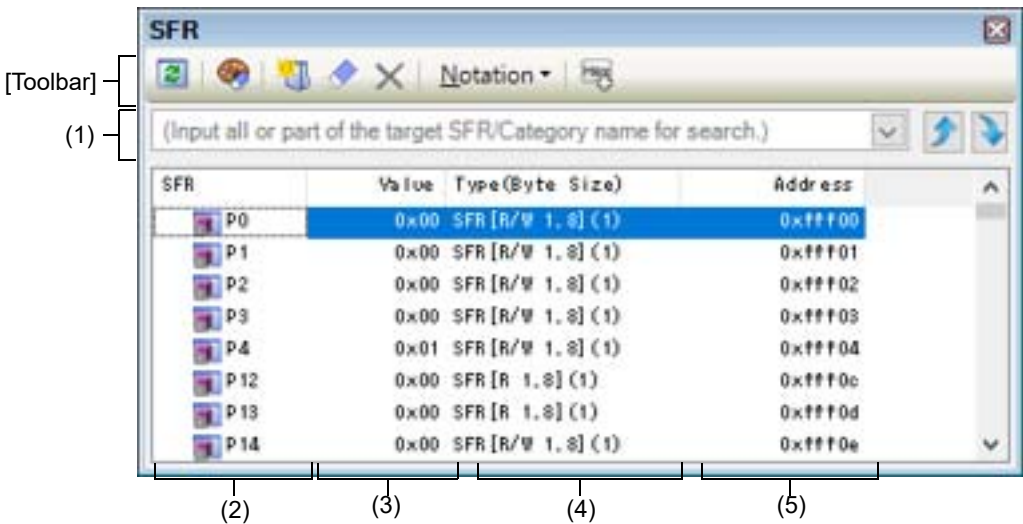 SFR
[Toolbar] Notation
(1) (Input all or part of the target SFR/Category name for search.)
SFR Value Type(Byte Size) Address
P0 0x00 SFR[R/W 1,8](1) 0xfff00
P1 0x00 SFR[R/W 1,8](1) 0xfff01
P2 0x00 SFR[R/W 1,8](1) 0xfff02
P3 0x00 SFR[R/W 1,8](1) 0xfff03
P4 0x01 SFR[R/W 1,8](1) 0xfff04
P12 0x00 SFR[R 1,8](1) 0xfff0c
P13 0x00 SFR[R 1,8](1) 0xfff0d
P14 0x00 SFR[R/W 1,8](1) 0xfff0e
(2) (3) (4) (5)